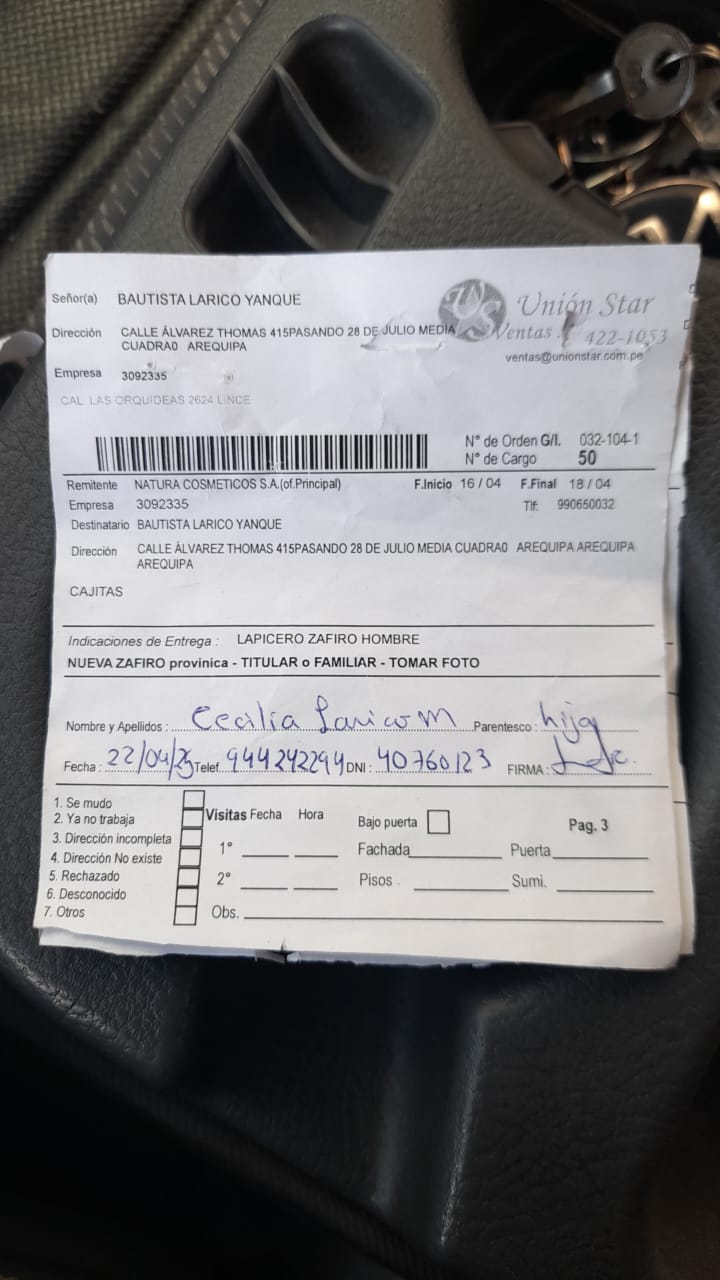 Señor(a) BAUTISTA LARICO YANQUE
Unión Star
Dirección CALLE ÁLVAREZ THOMAS 415PASANDO 28 DE JULIO MEDIA
CUADRA0 AREQUIPA
Ventas 422-1053
ventas@unionstar.com.pe
Empresa 3092335
CAL. LAS ORQUIDEAS 2624 LINCE
N° de Orden G/I. 032-104-1
N° de Cargo 50
Remitente NATURA COSMETICOS S.A.(of.Principal) F.Inicio 16 / 04 F.Final 18 / 04
Empresa 3092335 Tlf: 990650032
Destinatario BAUTISTA LARICO YANQUE
Dirección CALLE ÁLVAREZ THOMAS 415PASANDO 28 DE JULIO MEDIA CUADRA0 AREQUIPA AREQUIPA
AREQUIPA
CAJITAS
Indicaciones de Entrega : LAPICERO ZAFIRO HOMBRE
NUEVA ZAFIRO provinica - TITULAR o FAMILIAR - TOMAR FOTO
Nombre y Apellidos : Cecilia Larico M Parentesco : hija
Fecha : 22/04/25 Telef. 944242294 DNI : 40760123 FIRMA :
1. Se mudo
2. Ya no trabaja
3. Dirección incompleta
4. Dirección No existe
5. Rechazado
6. Desconocido
7. Otros
Visitas Fecha Hora
1°
2°
Obs.
Bajo puerta
Pag. 3
Fachada Puerta
Pisos . Sumi.